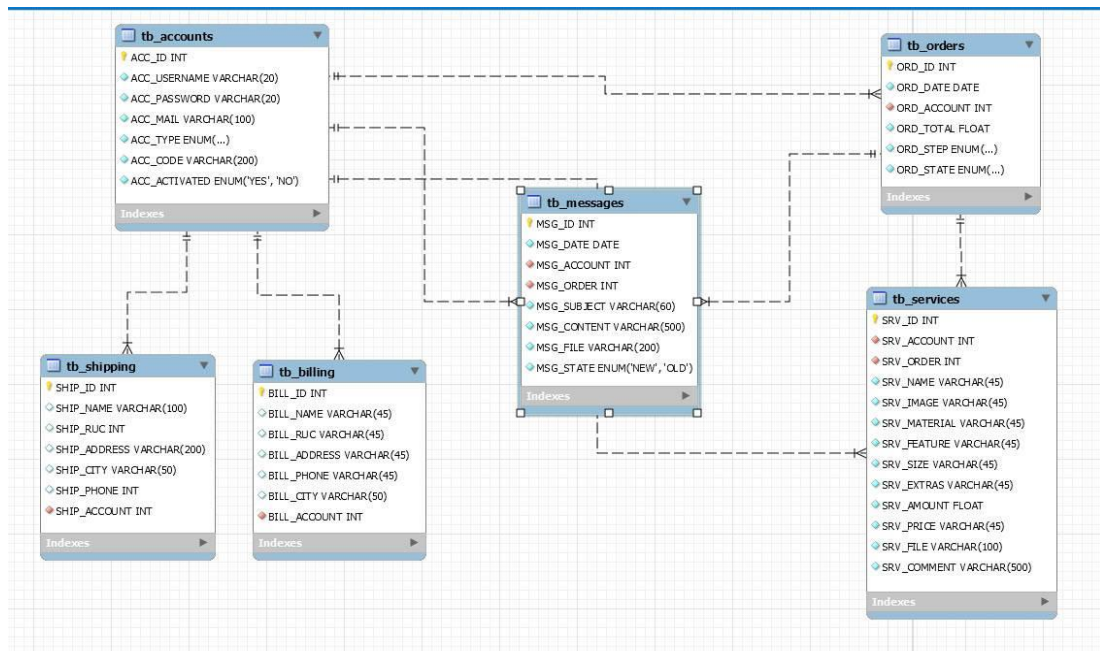 tb_accounts
ACC_ID INT
ACC_USERNAME VARCHAR(20)
ACC_PASSWORD VARCHAR(20)
ACC_MAIL VARCHAR(100)
ACC_TYPE ENUM(...)
ACC_CODE VARCHAR(200)
ACC_ACTIVATED ENUM('YES', 'NO')
Indexes
tb_orders
ORD_ID INT
ORD_DATE DATE
ORD_ACCOUNT INT
ORD_TOTAL FLOAT
ORD_STEP ENUM(...)
ORD_STATE ENUM(...)
Indexes
tb_messages
MSG_ID INT
MSG_DATE DATE
MSG_ACCOUNT INT
MSG_ORDER INT
MSG_SUBJECT VARCHAR(60)
MSG_CONTENT VARCHAR(500)
MSG_FILE VARCHAR(200)
MSG_STATE ENUM('NEW', 'OLD')
Indexes
tb_shipping
SHIP_ID INT
SHIP_NAME VARCHAR(100)
SHIP_RUC INT
SHIP_ADDRESS VARCHAR(200)
SHIP_CITY VARCHAR(50)
SHIP_PHONE INT
SHIP_ACCOUNT INT
Indexes
tb_billing
BILL_ID INT
BILL_NAME VARCHAR(45)
BILL_RUC VARCHAR(45)
BILL_ADDRESS VARCHAR(45)
BILL_PHONE VARCHAR(45)
BILL_CITY VARCHAR(50)
BILL_ACCOUNT INT
Indexes
tb_services
SRV_ID INT
SRV_ACCOUNT INT
SRV_ORDER INT
SRV_NAME VARCHAR(45)
SRV_IMAGE VARCHAR(45)
SRV_MATERIAL VARCHAR(45)
SRV_FEATURE VARCHAR(45)
SRV_SIZE VARCHAR(45)
SRV_EXTRAS VARCHAR(45)
SRV_AMOUNT FLOAT
SRV_PRICE VARCHAR(45)
SRV_FILE VARCHAR(100)
SRV_COMMENT VARCHAR(500)
Indexes